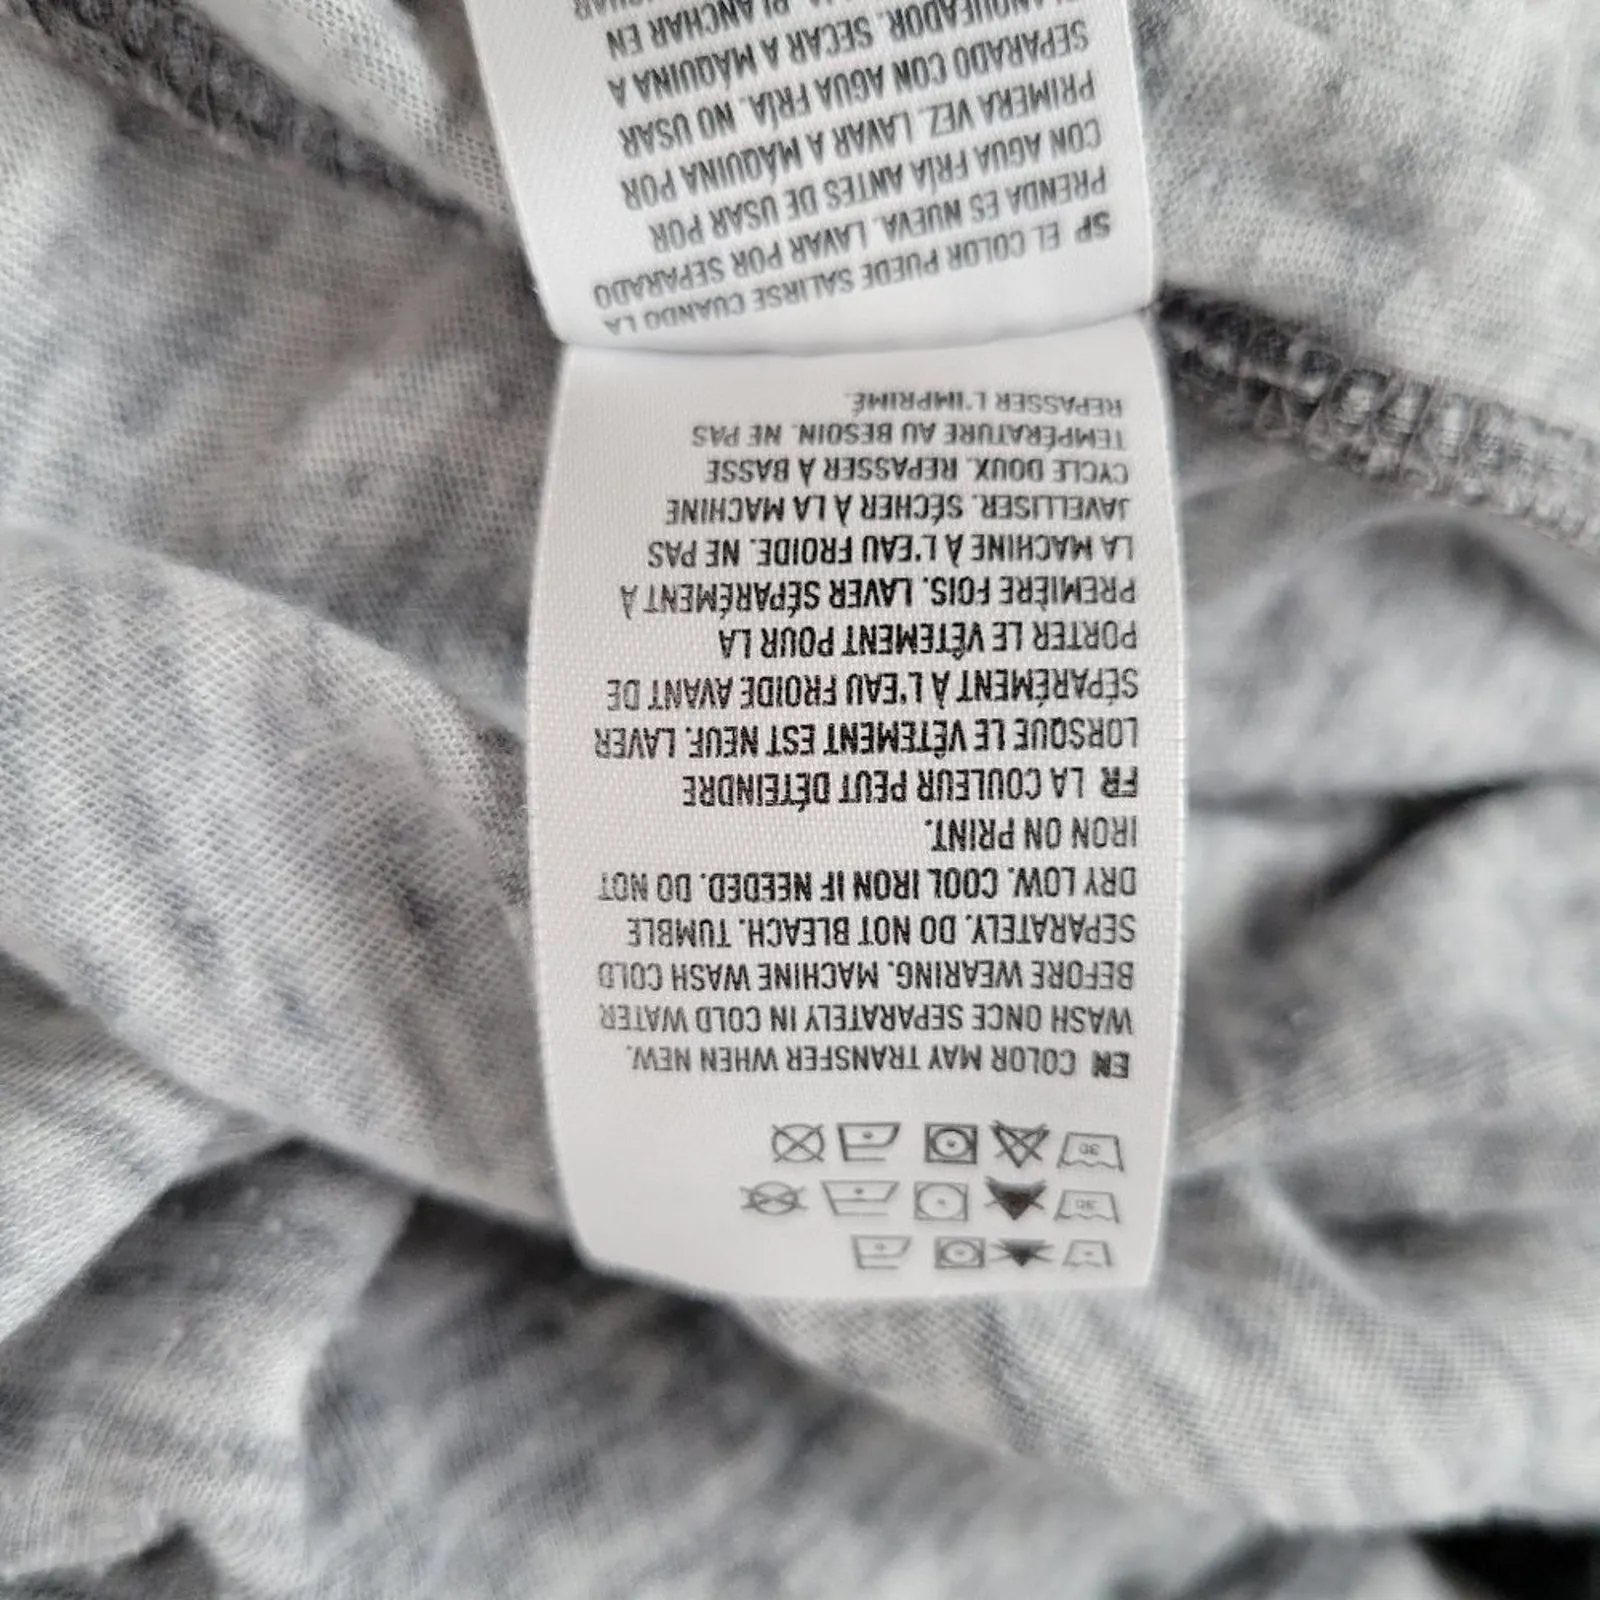 30
30
EN COLOR MAY TRANSFER WHEN NEW.
WASH ONCE SEPARATELY IN COLD WATER
BEFORE WEARING. MACHINE WASH COLD
SEPARATELY. DO NOT BLEACH. TUMBLE
DRY LOW. COOL IRON IF NEEDED. DO NOT
IRON ON PRINT.
FR LA COULEUR PEUT DÉTEINDRE
LORSQUE LE VÊTEMENT EST NEUF. LAVER
SÉPARÉMENT À L'EAU FROIDE AVANT DE
PORTER LE VÊTEMENT POUR LA
PREMIÈRE FOIS. LAVER SÉPARÉMENT À
LA MACHINE À L'EAU FROIDE. NE PAS
JAVELLISER. SÉCHER À LA MACHINE
CYCLE DOUX. REPASSER À BASSE
TEMPÉRATURE AU BESOIN. NE PAS
REPASSER L'IMPRIMÉ.
SP EL COLOR PUEDE SALIRSE CUANDO LA
PRENDA ES NUEVA. LAVAR POR SEPARADO
CON AGUA FRÍA ANTES DE USAR POR
PRIMERA VEZ. LAVAR A MÁQUINA POR
SEPARADO CON AGUA FRÍA. NO USAR
BLANQUEADOR. SECAR A MÁQUINA A
PLANCHAR EN